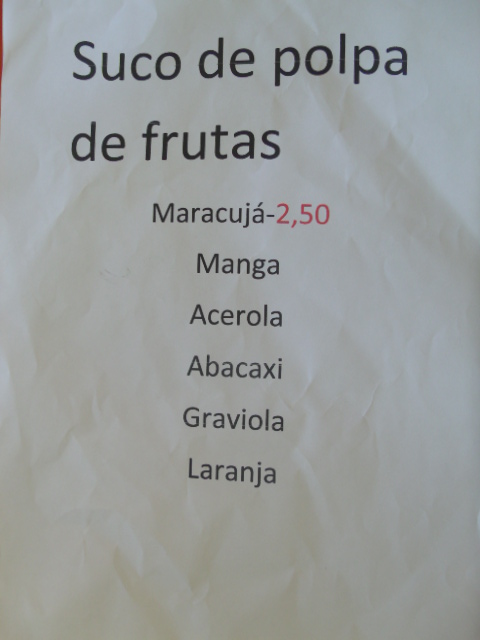 Suco de polpa
de frutas
Maracujá-2,50
Manga
Acerola
Abacaxi
Graviola
Laranja